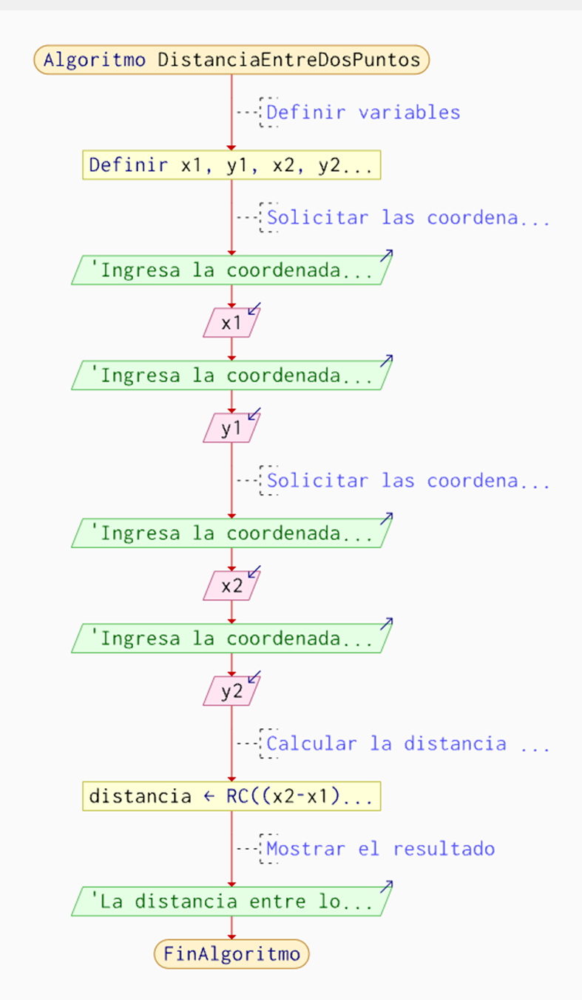 Algoritmo DistanciaEntreDosPuntos
Definir variables
Definir x1, y1, x2, y2...
Solicitar las coordena...
'Ingresa la coordenada...
x1
'Ingresa la coordenada...
y1
Solicitar las coordena...
'Ingresa la coordenada...
x2
'Ingresa la coordenada...
y2
Calcular la distancia ...
distancia ← RC((x2-x1)...
Mostrar el resultado
'La distancia entre lo...
FinAlgoritmo